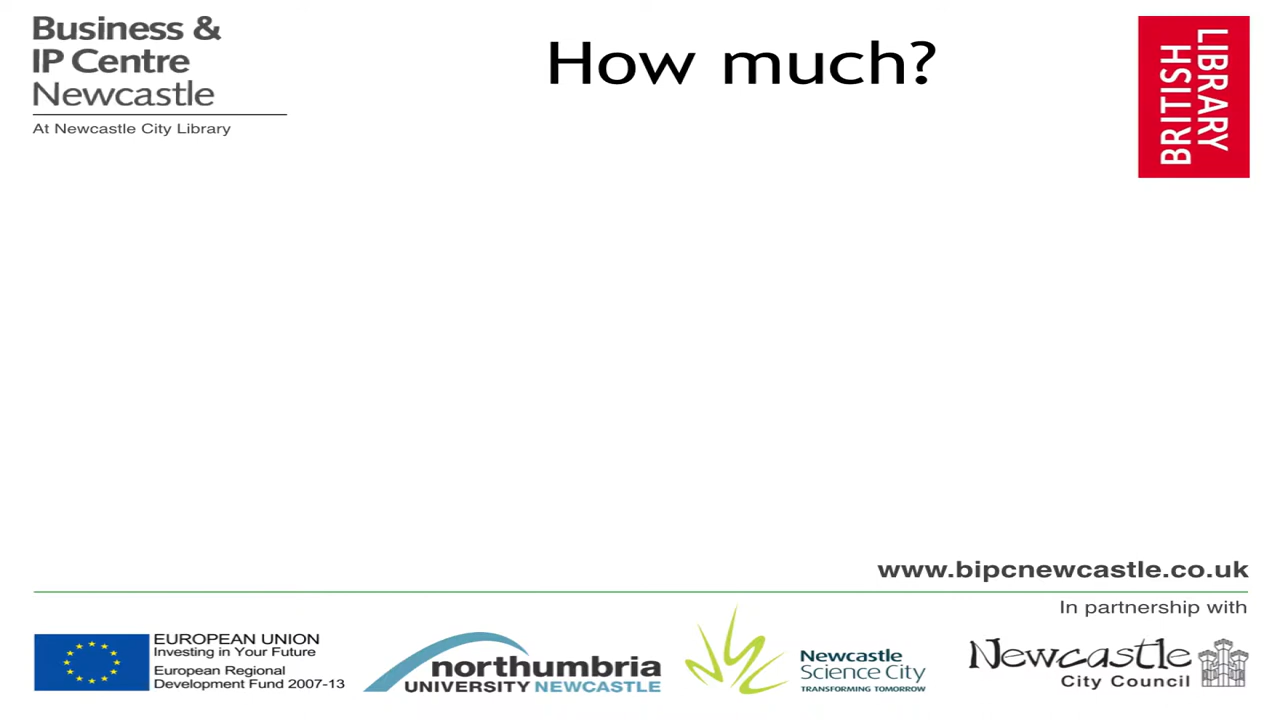 Business &
IP Centre
Newcastle
At Newcastle City Library
How much?
BRITISH
LIBRARY
www.bipcnewcastle.co.uk
In partnership with
EUROPEAN UNION
Investing in Your Future
European Regional
Development Fund 2007-13
northumbria
UNIVERSITY NEWCASTLE
Newcastle
Science City
TRANSFORMING TOMORROW
Newcastle
City Council